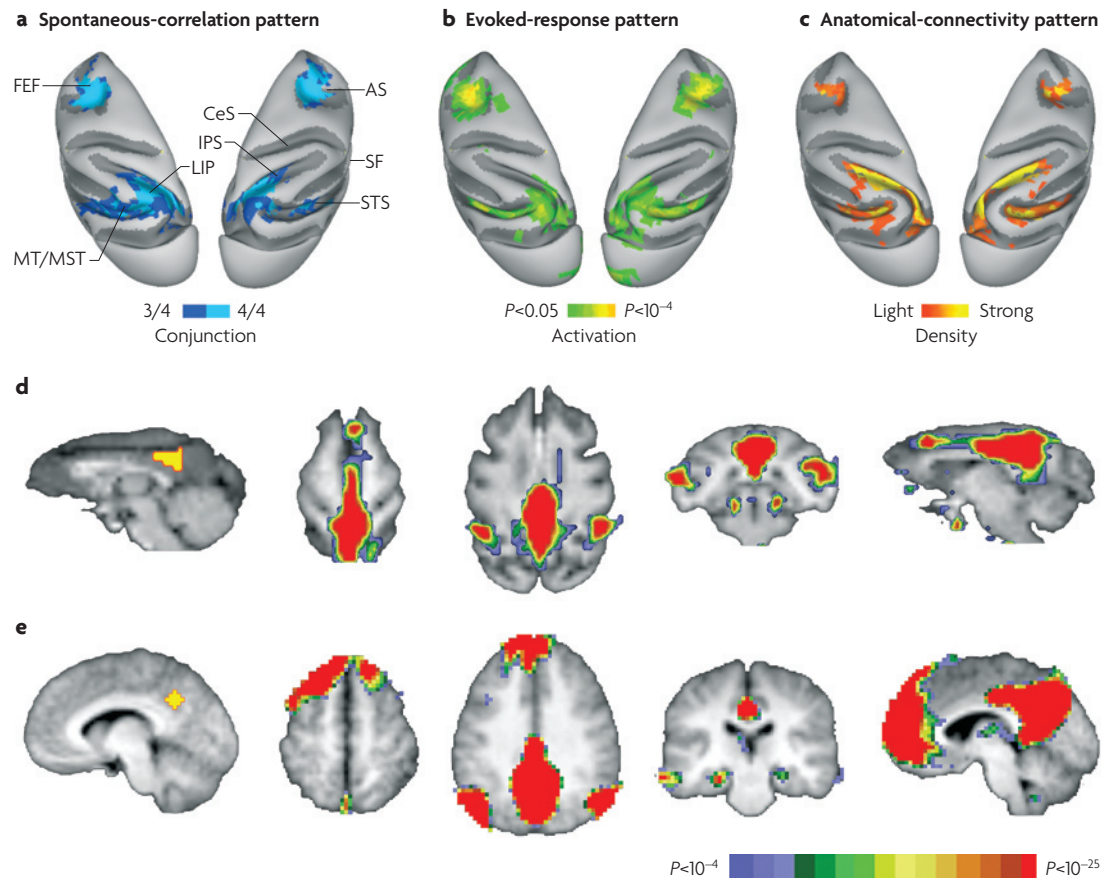 a Spontaneous-correlation pattern
b Evoked-response pattern
c Anatomical-connectivity pattern
FEF
AS
CeS
IPS
LIP
SF
STS
MT/MST
3/4 4/4
Conjunction
P<0.05 P<10⁻⁴
Activation
Light Strong
Density
d
e
P<10⁻⁴ P<10⁻²⁵